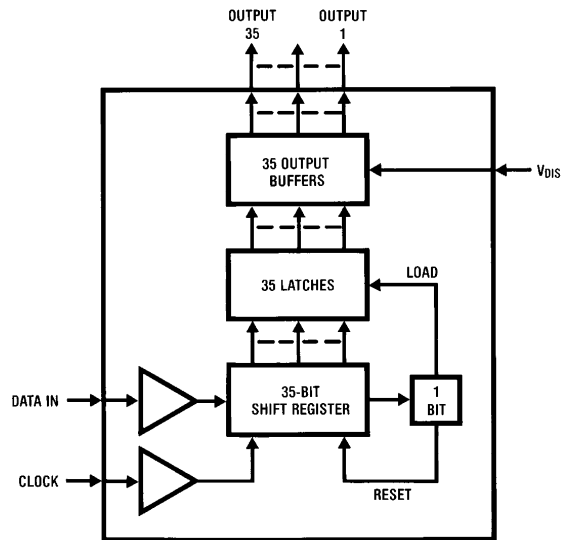 OUTPUT
35
OUTPUT
1
35 OUTPUT
BUFFERS
VDIS
35 LATCHES
LOAD
DATA IN
35-BIT
SHIFT REGISTER
1
BIT
CLOCK
RESET